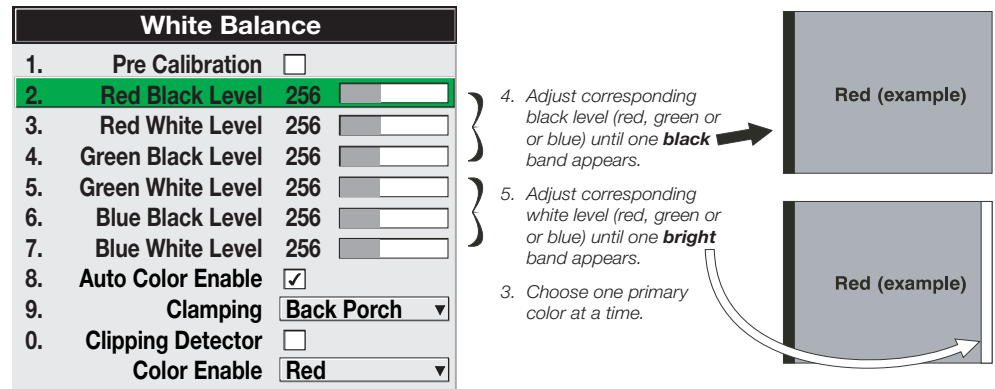 White Balance
1. Pre Calibration
2. Red Black Level 256
3. Red White Level 256
4. Green Black Level 256
5. Green White Level 256
6. Blue Black Level 256
7. Blue White Level 256
8. Auto Color Enable ✓
9. Clamping Back Porch ▼
0. Clipping Detector
Color Enable Red ▼
4. Adjust corresponding
black level (red, green or
or blue) until one black
band appears.
5. Adjust corresponding
white level (red, green or
or blue) until one bright
band appears.
3. Choose one primary
color at a time.
Red (example)
Red (example)